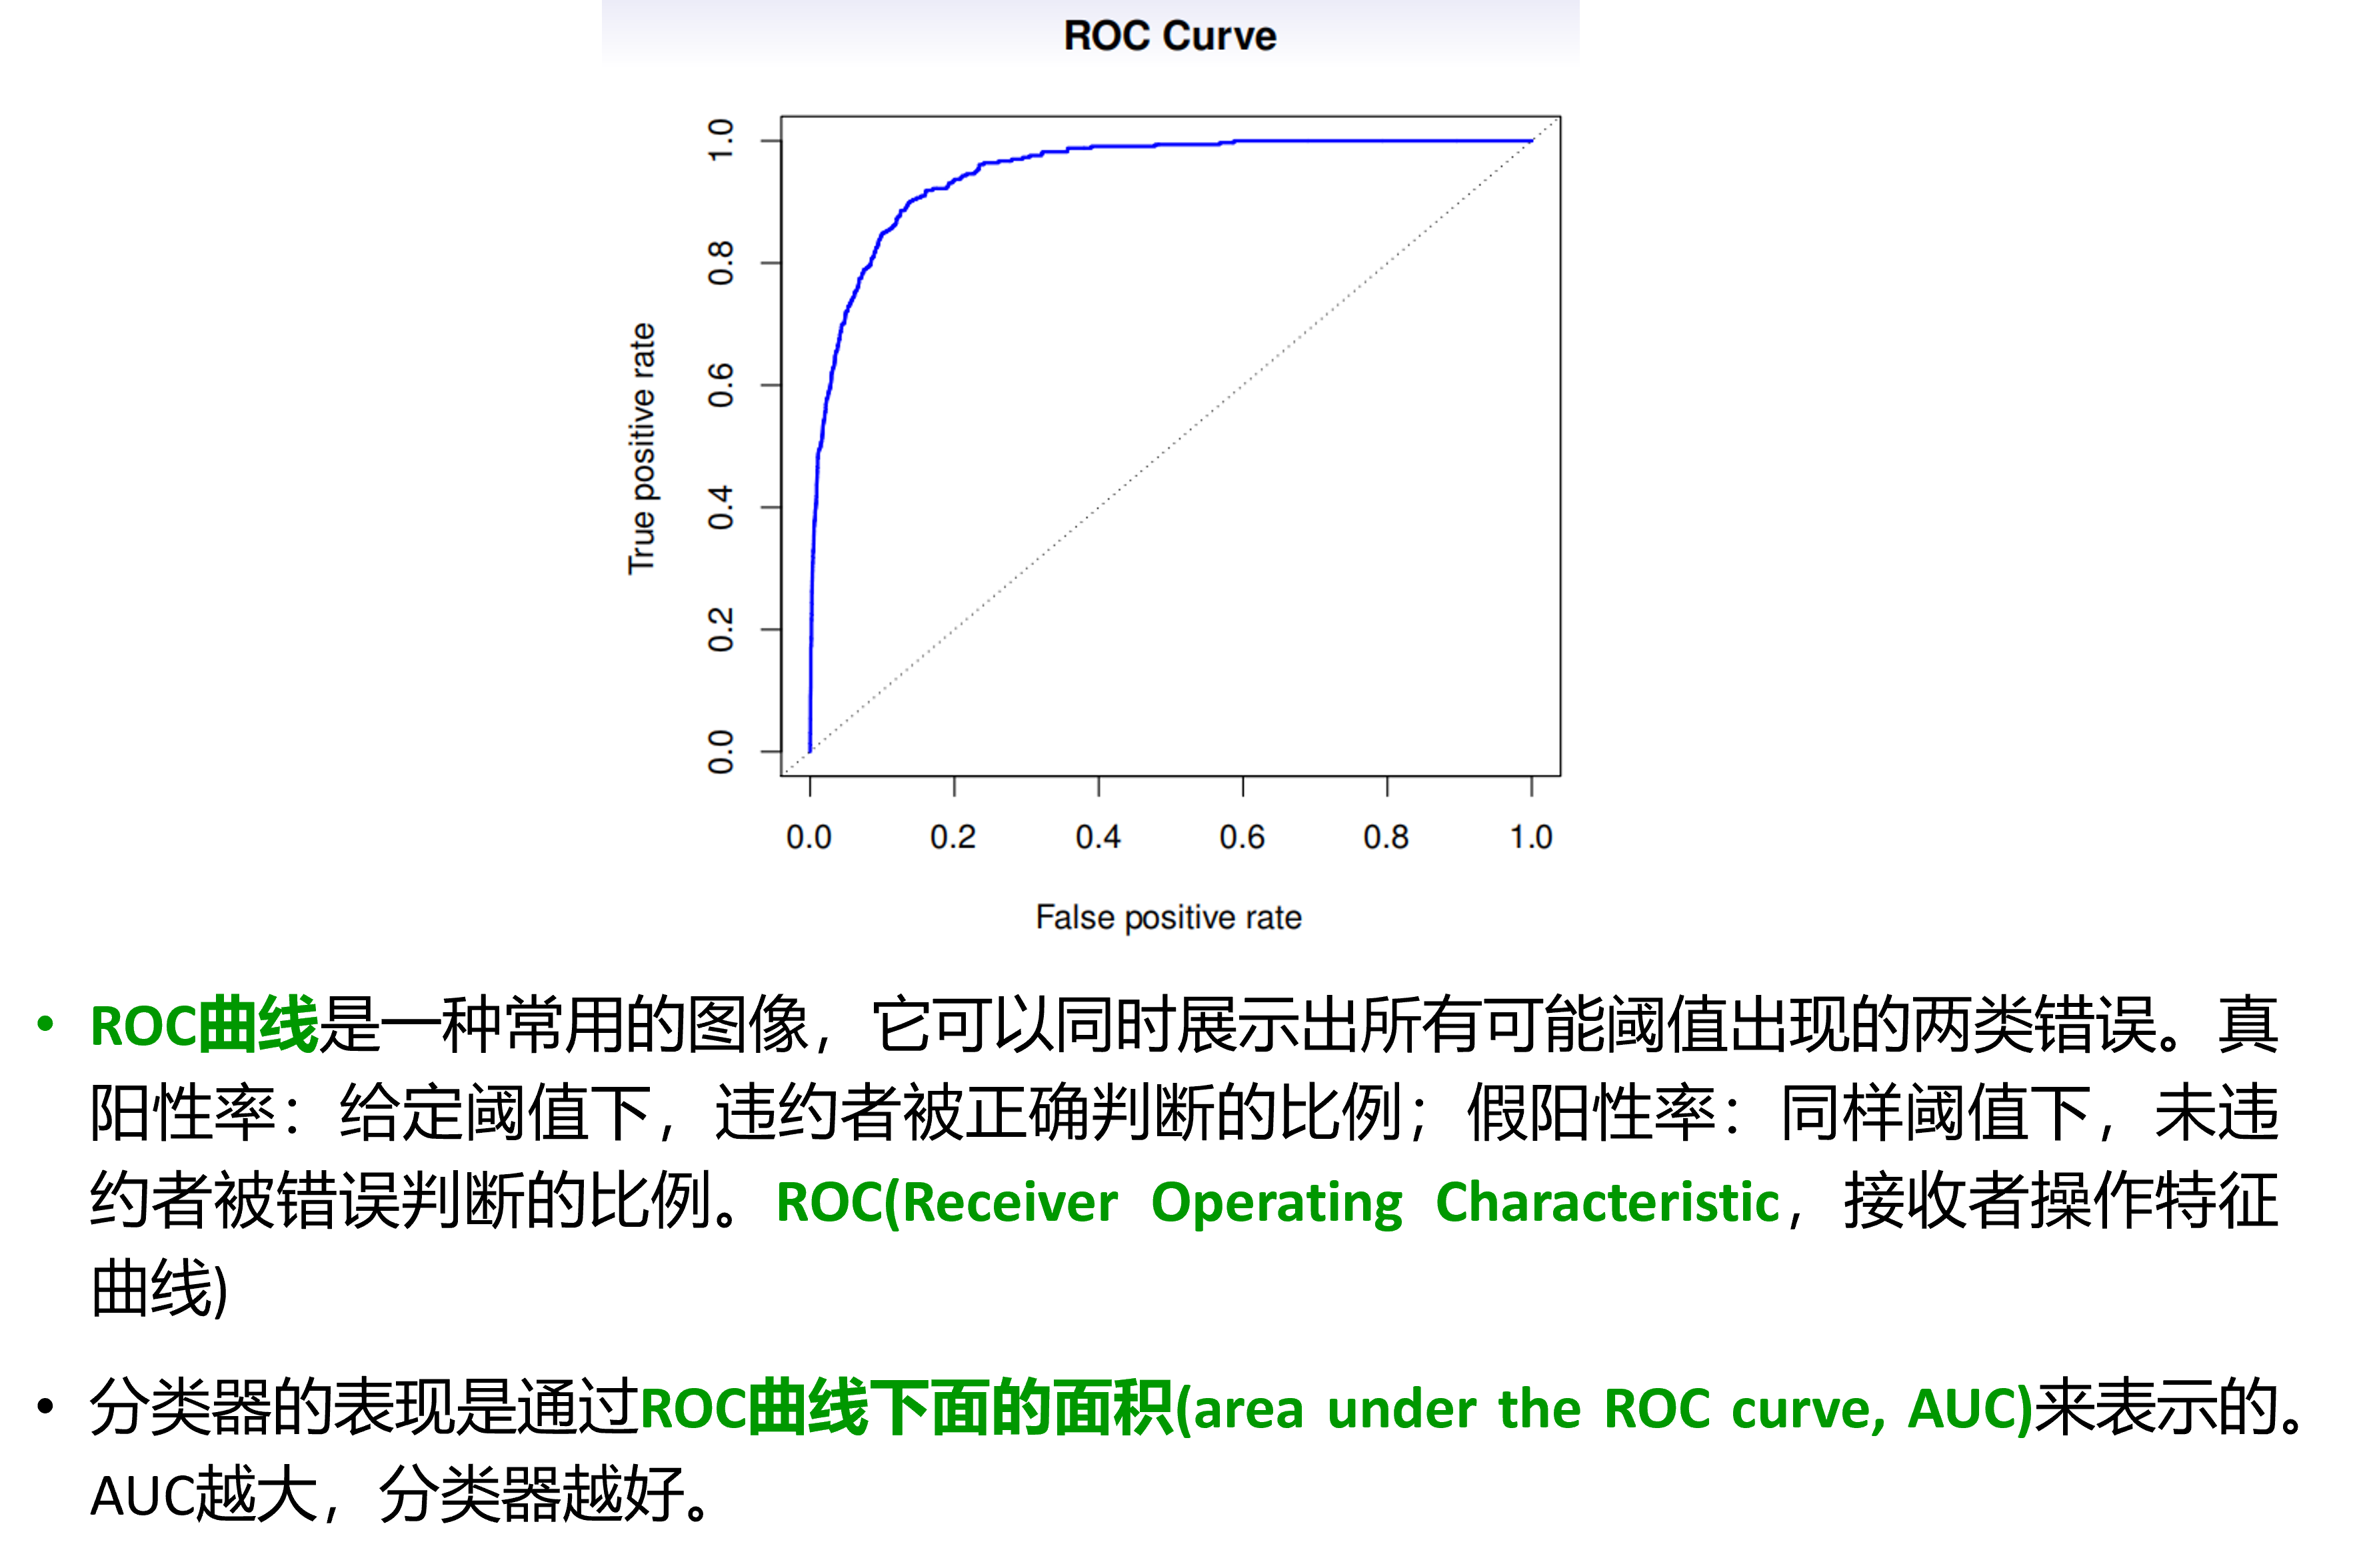 ROC Curve
True positive rate
1.0
0.8
0.6
0.4
0.2
0.0
0.0 0.2 0.4 0.6 0.8 1.0
False positive rate
• ROC曲线是一种常用的图像，它可以同时展示出所有可能阈值出现的两类错误。真
阳性率：给定阈值下，违约者被正确判断的比例；假阳性率：同样阈值下，未违
约者被错误判断的比例。ROC(Receiver Operating Characteristic，接收者操作特征
曲线)
• 分类器的表现是通过ROC曲线下面的面积(area under the ROC curve, AUC)来表示的。
AUC越大，分类器越好。